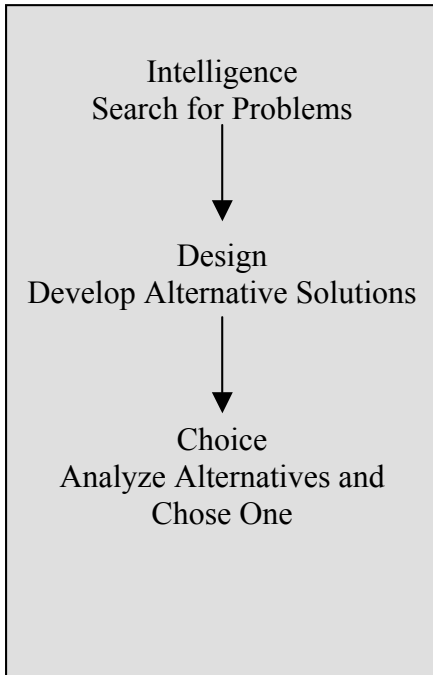 Intelligence
Search for Problems
Design
Develop Alternative Solutions
Choice
Analyze Alternatives and
Chose One